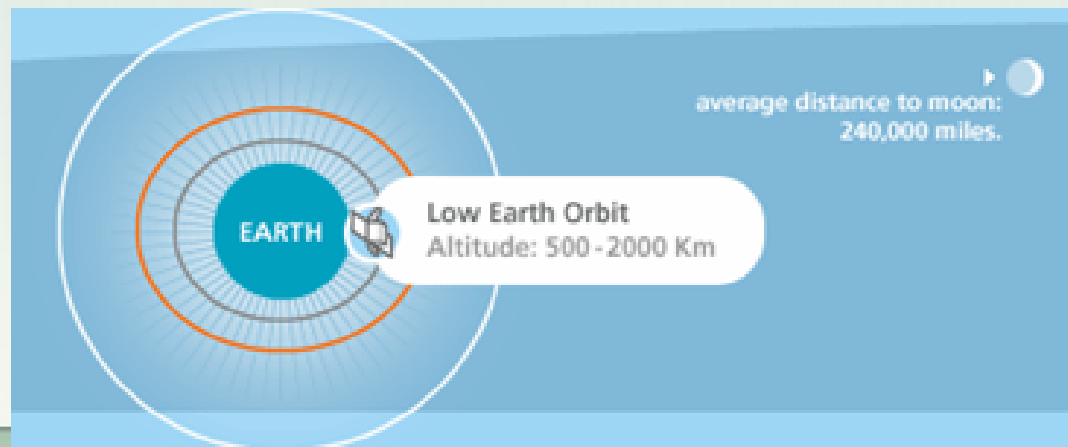 average distance to moon:
240,000 miles.
EARTH
Low Earth Orbit
Altitude: 500-2000 Km